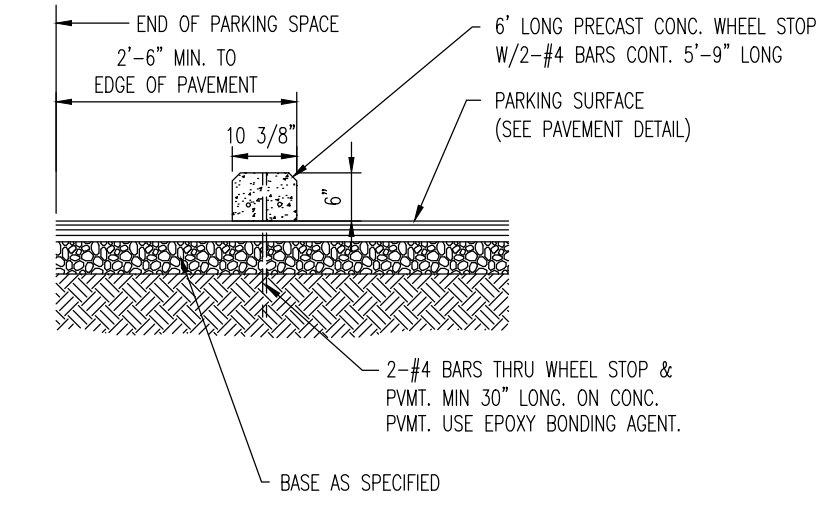 END OF PARKING SPACE
2'-6" MIN. TO
EDGE OF PAVEMENT
6' LONG PRECAST CONC. WHEEL STOP
W/2-#4 BARS CONT. 5'-9" LONG
PARKING SURFACE
(SEE PAVEMENT DETAIL)
10 3/8"
6"
2-#4 BARS THRU WHEEL STOP &
PVMT. MIN 30" LONG. ON CONC.
PVMT. USE EPOXY BONDING AGENT.
BASE AS SPECIFIED